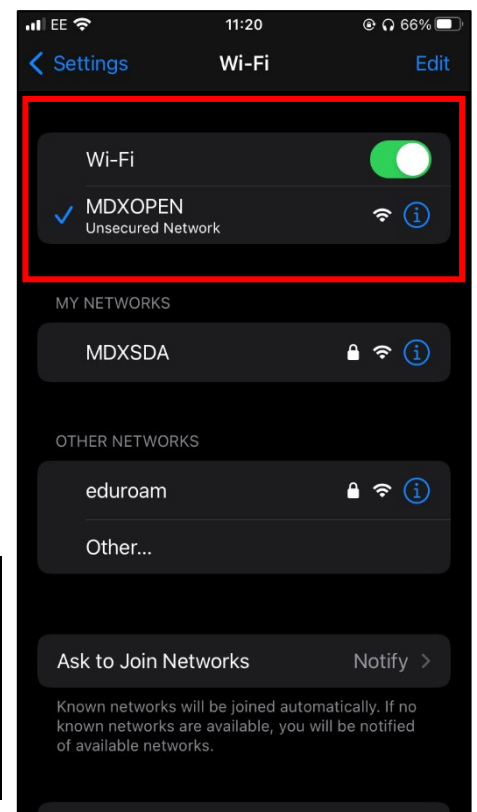 EE 11:20 66%
Settings Wi-Fi Edit
Wi-Fi
MDXOPEN
Unsecured Network
MY NETWORKS
MDXSDA
OTHER NETWORKS
eduroam
Other...
Ask to Join Networks Notify
Known networks will be joined automatically. If no
known networks are available, you will be notified
of available networks.